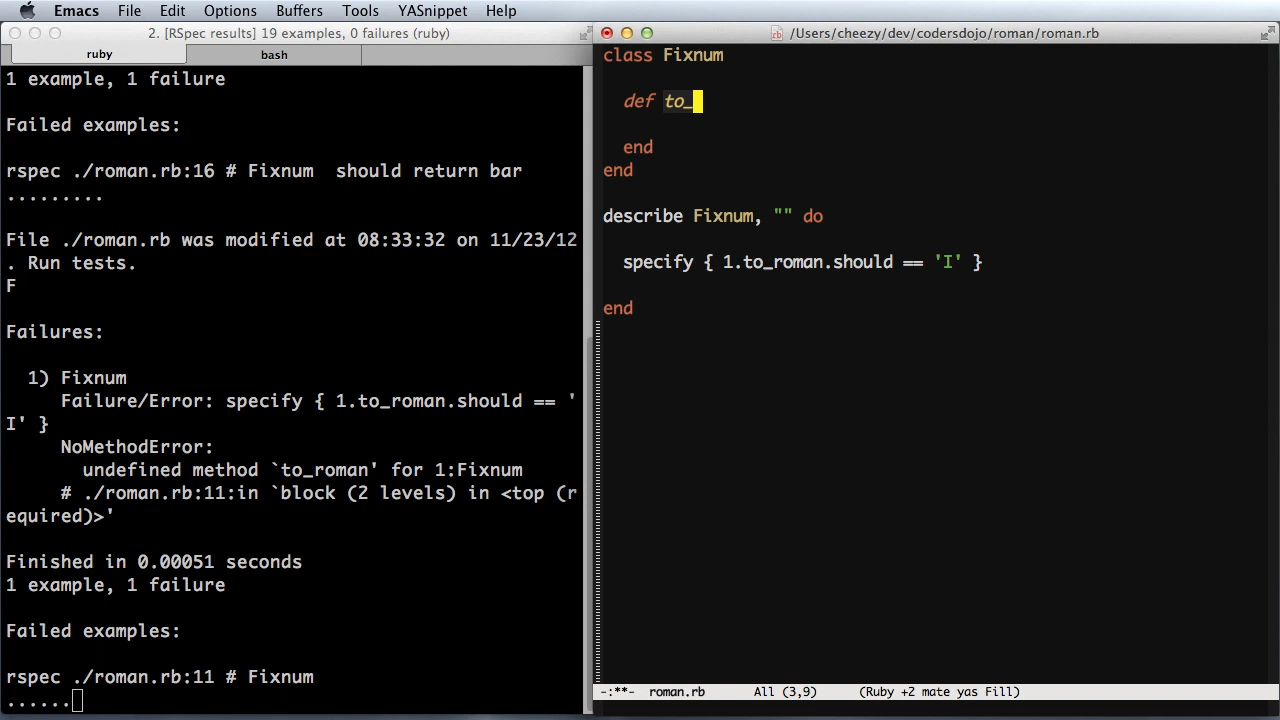 Emacs File Edit Options Buffers Tools YASnippet Help
2. [RSpec results] 19 examples, 0 failures (ruby)
ruby bash
1 example, 1 failure
Failed examples:
rspec ./roman.rb:16 # Fixnum  should return bar
.........
File ./roman.rb was modified at 08:33:32 on 11/23/12
. Run tests.
F
Failures:
1) Fixnum
Failure/Error: specify { 1.to_roman.should == '
I' }
NoMethodError:
undefined method `to_roman' for 1:Fixnum
# ./roman.rb:11:in `block (2 levels) in <top (r
equired)>'
Finished in 0.00051 seconds
1 example, 1 failure
Failed examples:
rspec ./roman.rb:11 # Fixnum
......
rb /Users/cheezy/dev/codersdojo/roman/roman.rb
class Fixnum
def to_
end
end
describe Fixnum, "" do
specify { 1.to_roman.should == 'I' }
end
-:**-  roman.rb  All (3,9)  (Ruby +2 mate yas Fill)